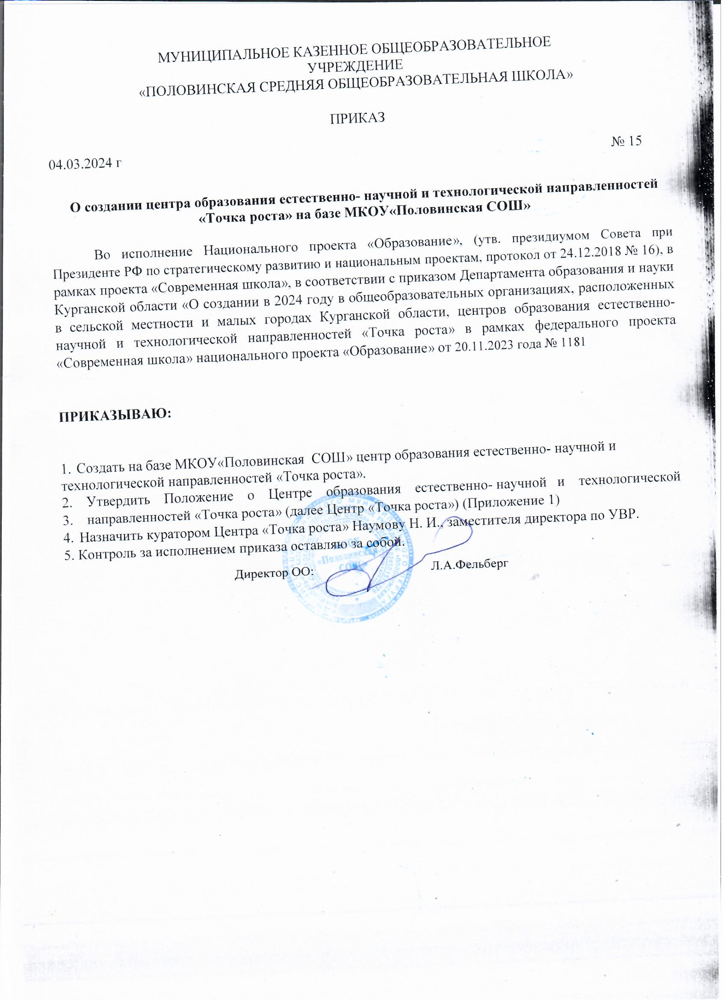 МУНИЦИПАЛЬНОЕ КАЗЕННОЕ ОБЩЕОБРАЗОВАТЕЛЬНОЕ
УЧРЕЖДЕНИЕ
«ПОЛОВИНСКАЯ СРЕДНЯЯ ОБЩЕОБРАЗОВАТЕЛЬНАЯ ШКОЛА»
ПРИКАЗ
№ 15
04.03.2024 г
О создании центра образования естественно- научной и технологической направленностей
«Точка роста» на базе МКОУ«Половинская СОШ»
Во исполнение Национального проекта «Образование», (утв. президиумом Совета при
Президенте РФ по стратегическому развитию и национальным проектам, протокол от 24.12.2018 № 16), в
рамках проекта «Современная школа», в соответствии с приказом Департамента образования и науки
Курганской области «О создании в 2024 году в общеобразовательных организациях, расположенных
в сельской местности и малых городах Курганской области, центров образования естественно-
научной и технологической направленностей «Точка роста» в рамках федерального проекта
«Современная школа» национального проекта «Образование» от 20.11.2023 года № 1181
ПРИКАЗЫВАЮ:
1. Создать на базе МКОУ«Половинская СОШ» центр образования естественно- научной и
технологической направленностей «Точка роста».
2. Утвердить Положение о Центре образования естественно- научной и технологической
3. направленностей «Точка роста» (далее Центр «Точка роста») (Приложение 1)
4. Назначить куратором Центра «Точка роста» Наумову Н. И., заместителя директора по УВР.
5. Контроль за исполнением приказа оставляю за собой.
«Половинская
СОШ»
Директор ОО:
Л.А.Фельберг